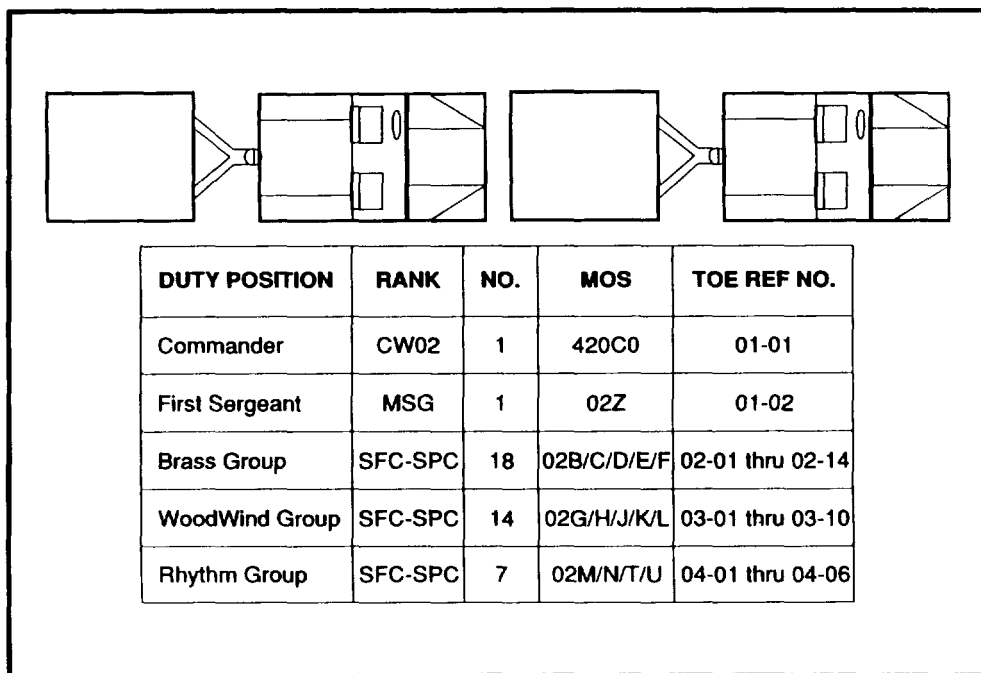 DUTY POSITION RANK NO. MOS TOE REF NO.
Commander CW02 1 420C0 01-01
First Sergeant MSG 1 02Z 01-02
Brass Group SFC-SPC 18 02B/C/D/E/F 02-01 thru 02-14
WoodWind Group SFC-SPC 14 02G/H/J/K/L 03-01 thru 03-10
Rhythm Group SFC-SPC 7 02M/N/T/U 04-01 thru 04-06